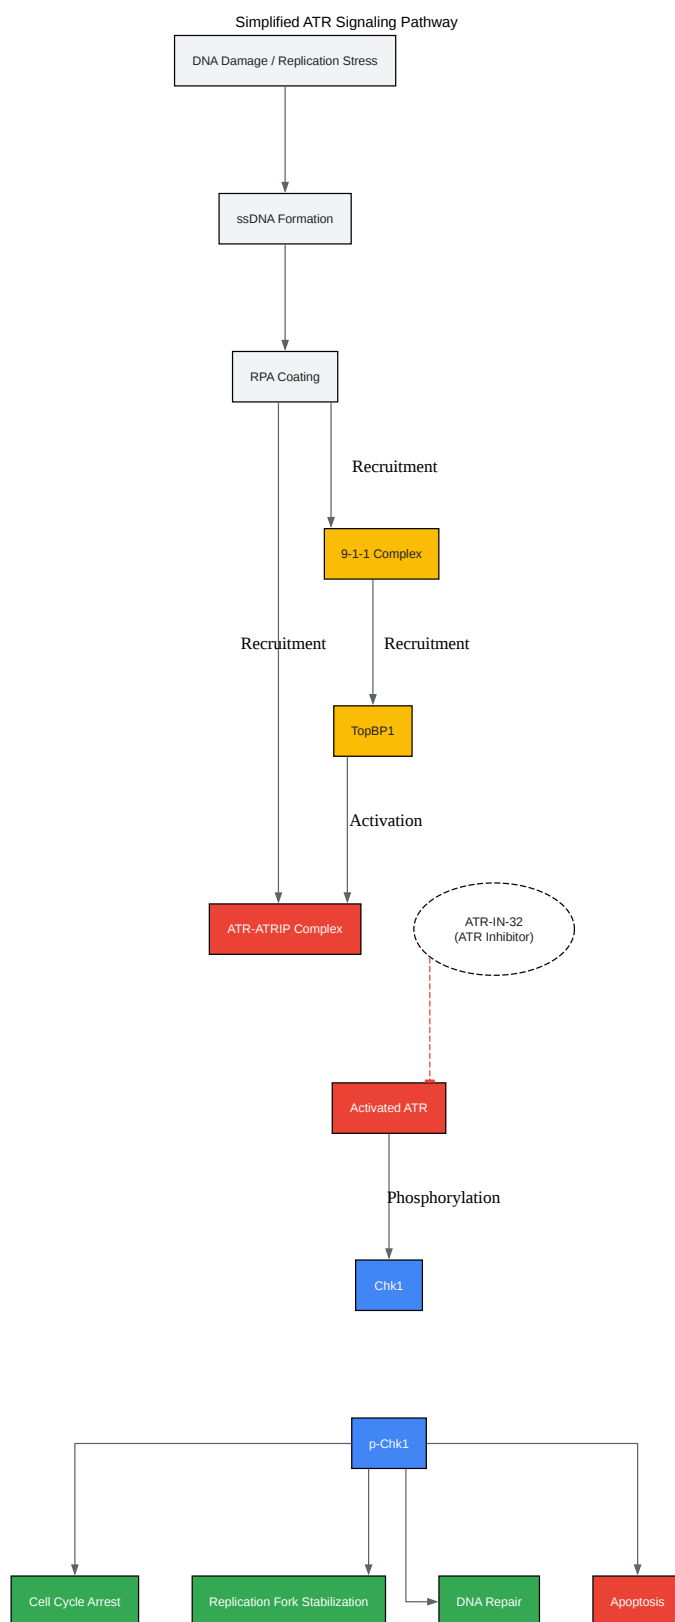 Simplified ATR Signaling Pathway
DNA Damage / Replication Stress
ssDNA Formation
RPA Coating
Recruitment
9-1-1 Complex
Recruitment
Recruitment
TopBP1
Activation
ATR-ATRIP Complex
ATR-IN-32
(ATR Inhibitor)
Activated ATR
Phosphorylation
Chk1
p-Chk1
Cell Cycle Arrest
Replication Fork Stabilization
DNA Repair
Apoptosis